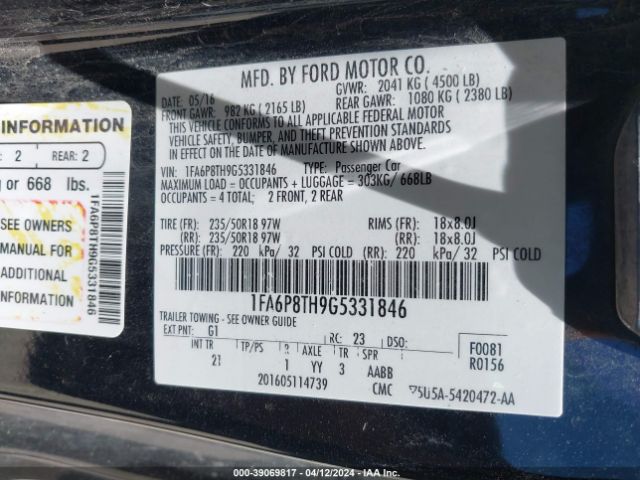 MFD. BY FORD MOTOR CO.
DATE: 05/16
GVWR: 2041 KG ( 4500 LB)
FRONT GAWR: 982 KG ( 2165 LB)
REAR GAWR: 1080 KG ( 2380 LB)
THIS VEHICLE CONFORMS TO ALL APPLICABLE FEDERAL MOTOR
VEHICLE SAFETY, BUMPER, AND THEFT PREVENTION STANDARDS
IN EFFECT ON THE DATE OF MANUFACTURE SHOWN ABOVE.
VIN: 1FA6P8TH9G5331846 TYPE: Passenger Car
MAXIMUM LOAD = OCCUPANTS + LUGGAGE = 303KG/ 668LB
OCCUPANTS = 4 TOTAL; 2 FRONT, 2 REAR
TIRE (FR): 235/50R18 97W RIMS (FR): 18x8.0J
(RR): 235/50R18 97W (RR): 18x8.0J
PRESSURE (FR): 220 kPa/ 32 PSI COLD (RR): 220 kPa/ 32 PSI COLD
1FA6P8TH9G5331846
TRAILER TOWING - SEE OWNER GUIDE
EXT PNT: G1 RC: 23 DSO:
F0081
R0156
INT TR TP/PS R AXLE TR SPR
21 1 YY 3 AABB
201605114739 CMC 5U5A-5420472-AA
INFORMATION
2 REAR: 2
or 668 lbs.
SEE OWNERS
MANUAL FOR
ADDITIONAL
INFORMATION
1FA6P8TH9G5331846
000-39069817 - 04/12/2024 - IAA Inc.